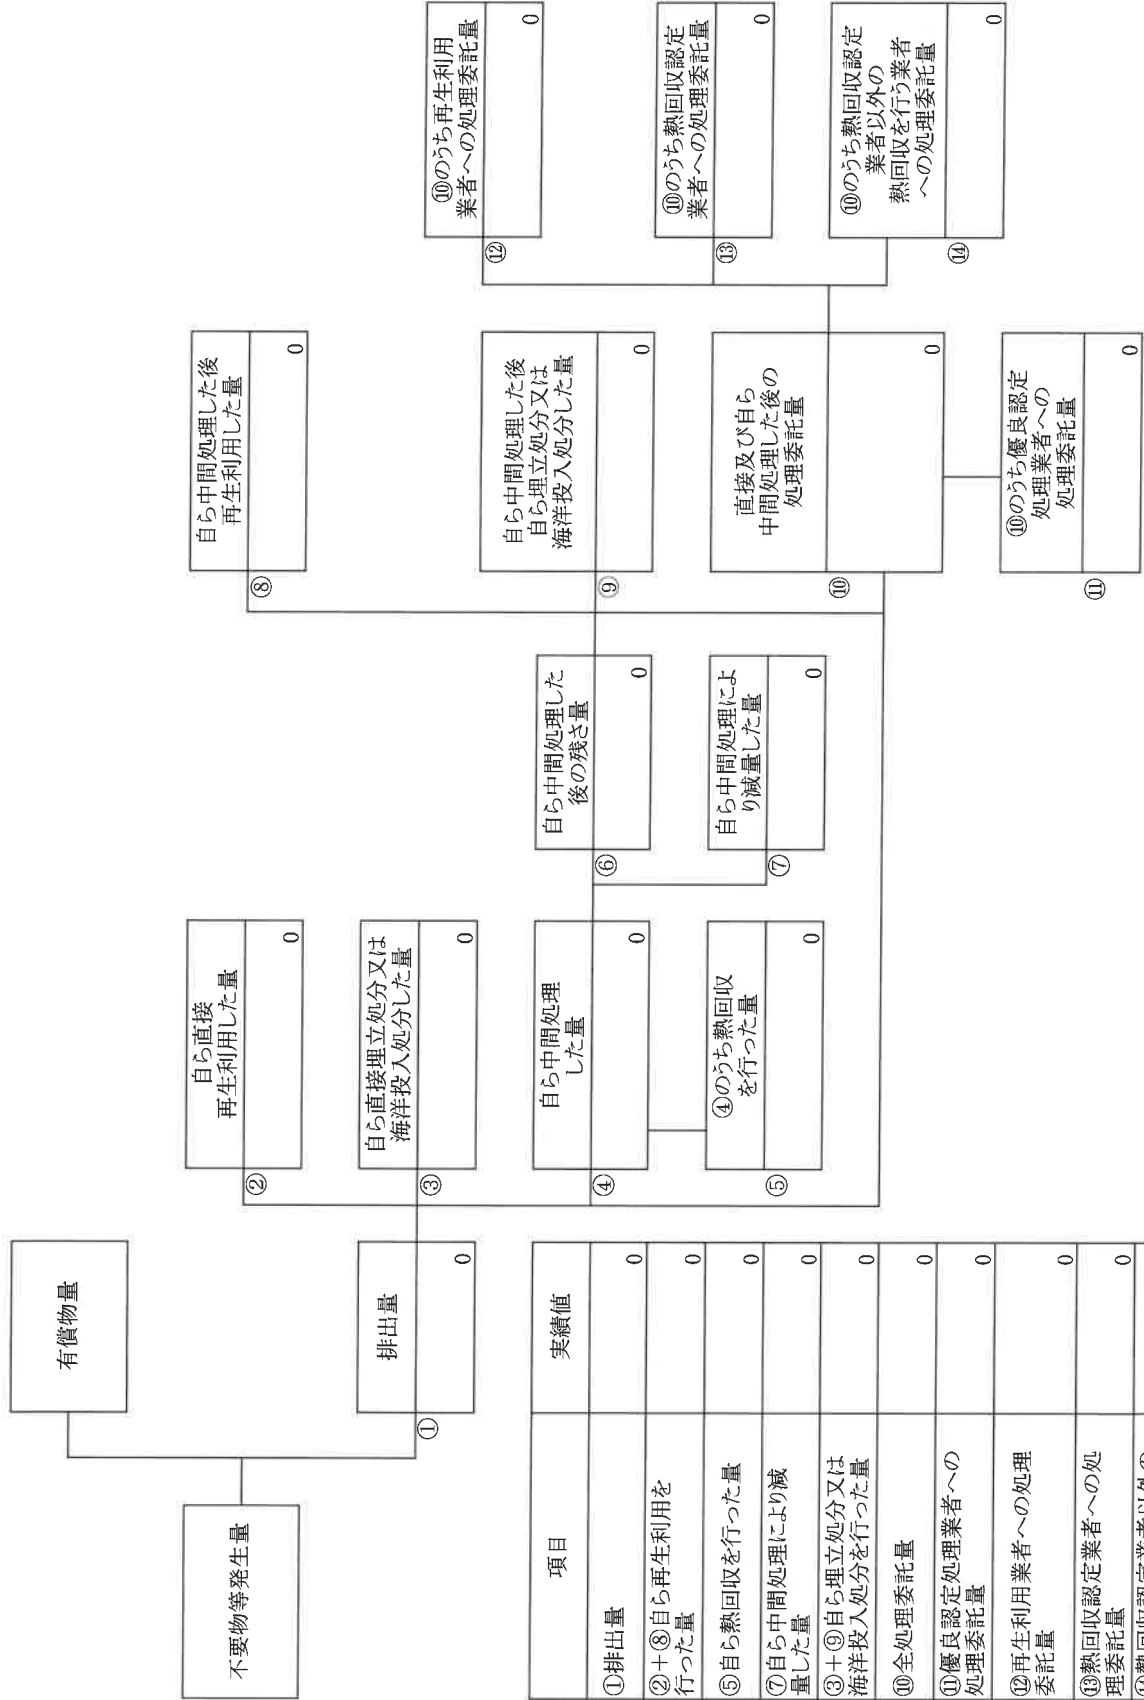 不要物等発生量
有償物量
①
排出量
0
②
自ら直接
再生利用した量
0
③
自ら直接埋立処分又は
海洋投入処分した量
0
④
自ら中間処理
した量
0
⑤
④のうち熱回収
を行った量
0
⑥
自ら中間処理した
後の残さ量
0
⑦
自ら中間処理によ
り減量した量
0
⑧
自ら中間処理した後
再生利用した量
0
⑨
自ら中間処理した後
自ら埋立処分又は
海洋投入処分した量
0
⑩
直接及び自ら
中間処理した後の
処理委託量
0
⑪
⑩のうち優良認定
処理業者への
処理委託量
0
⑫
⑩のうち再生利用
業者への処理委託量
0
⑬
⑩のうち熱回収認定
業者への処理委託量
0
⑭
⑩のうち熱回収認定
業者以外の
熱回収を行う業者
への処理委託量
0
項目
実績値
①排出量
0
②+⑧自ら再生利用を
行った量
0
⑤自ら熱回収を行った量
0
⑦自ら中間処理により減
量した量
0
③+⑨自ら埋立処分又は
海洋投入処分を行った量
0
⑩全処理委託量
0
⑪優良認定処理業者への
処理委託量
0
⑫再生利用業者への処理
委託量
0
⑬熱回収認定業者への処
理委託量
0